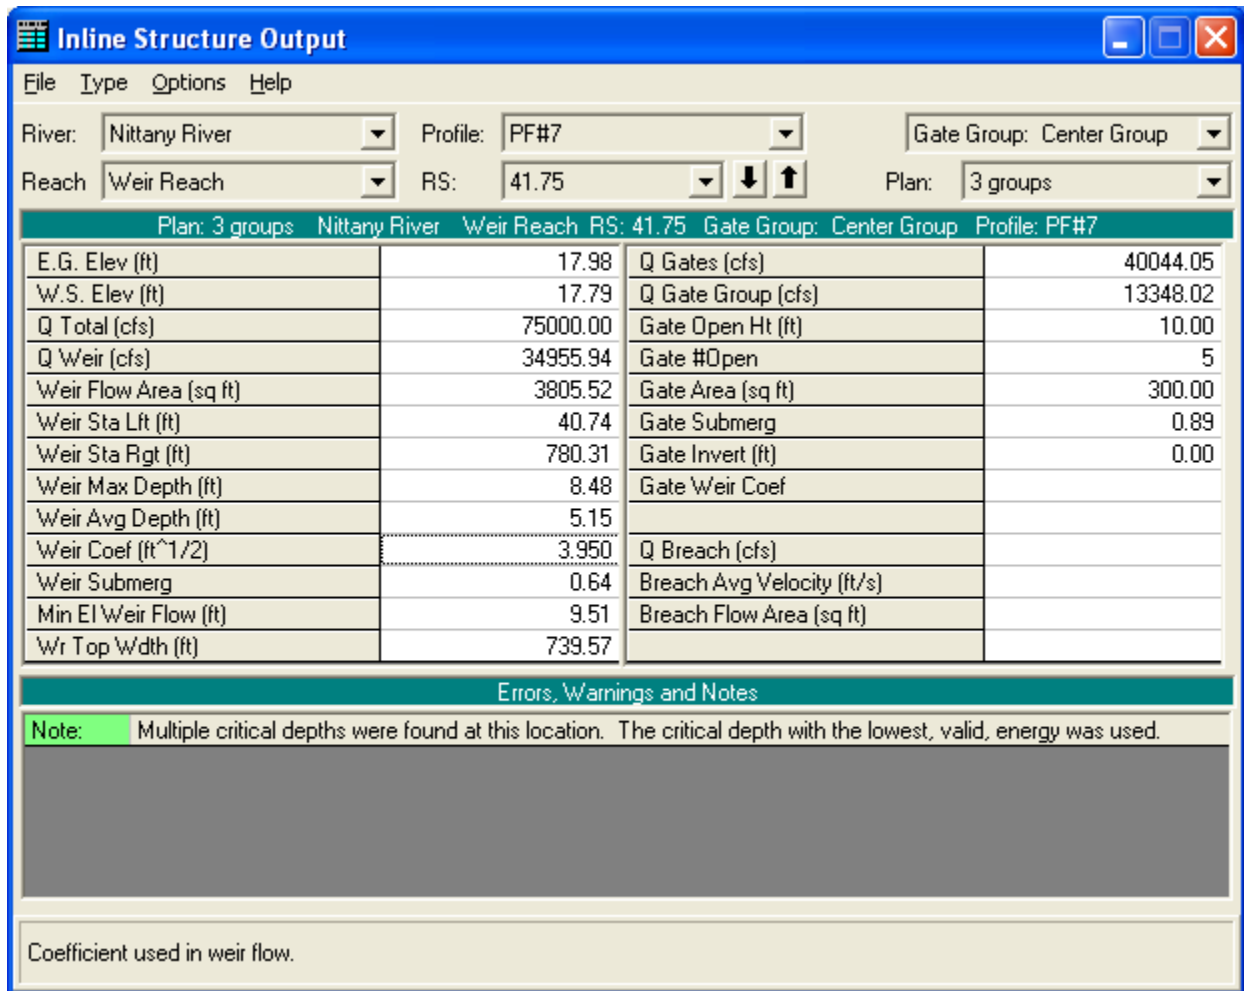 Inline Structure Output
File Type Options Help
River: Nittany River Profile: PF#7 Gate Group: Center Group
Reach Weir Reach RS: 41.75 Plan: 3 groups
Plan: 3 groups Nittany River Weir Reach RS: 41.75 Gate Group: Center Group Profile: PF#7
E.G. Elev (ft) 17.98 Q Gates (cfs) 40044.05
W.S. Elev (ft) 17.79 Q Gate Group (cfs) 13348.02
Q Total (cfs) 75000.00 Gate Open Ht (ft) 10.00
Q Weir (cfs) 34955.94 Gate #Open 5
Weir Flow Area (sq ft) 3805.52 Gate Area (sq ft) 300.00
Weir Sta Lft (ft) 40.74 Gate Submerg 0.89
Weir Sta Rgt (ft) 780.31 Gate Invert (ft) 0.00
Weir Max Depth (ft) 8.48 Gate Weir Coef
Weir Avg Depth (ft) 5.15
Weir Coef (ft^1/2) 3.950 Q Breach (cfs)
Weir Submerg 0.64 Breach Avg Velocity (ft/s)
Min El Weir Flow (ft) 9.51 Breach Flow Area (sq ft)
Wr Top Wdth (ft) 739.57
Errors, Warnings and Notes
Note: Multiple critical depths were found at this location. The critical depth with the lowest, valid, energy was used.
Coefficient used in weir flow.